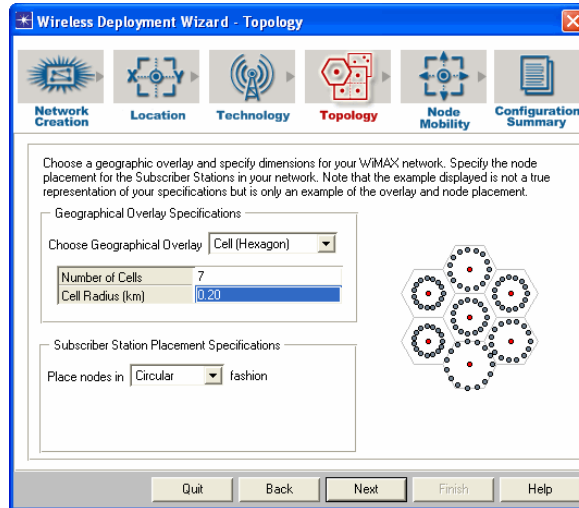 Wireless Deployment Wizard - Topology
X Y
Network Creation
Location
Technology
Topology
Node Mobility
Configuration Summary
Choose a geographic overlay and specify dimensions for your WiMAX network. Specify the node
placement for the Subscriber Stations in your network. Note that the example displayed is not a true
representation of your specifications but is only an example of the overlay and node placement.
Geographical Overlay Specifications
Choose Geographical Overlay Cell (Hexagon)
Number of Cells 7
Cell Radius (km) 0.20
Subscriber Station Placement Specifications
Place nodes in Circular fashion
Quit Back Next Finish Help